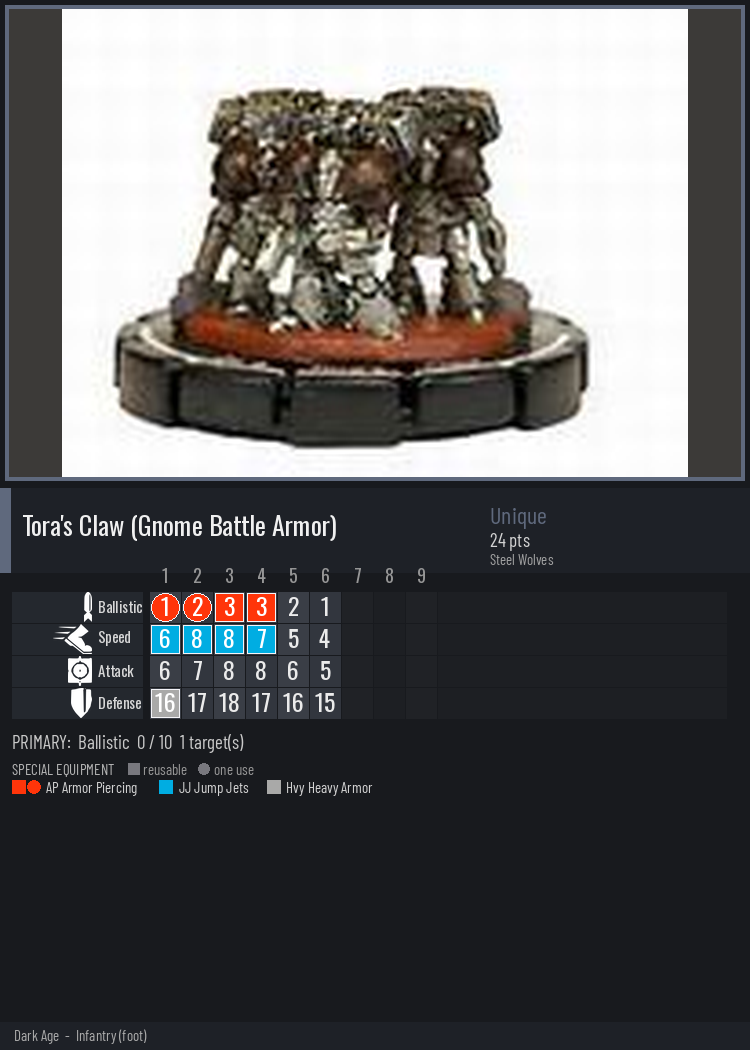 Tora's Claw (Gnome Battle Armor)
Unique
24 pts
Steel Wolves
1 2 3 4 5 6 7 8 9
Ballistic 1 2 3 3 2 1
Speed 6 8 8 7 5 4
Attack 6 7 8 8 6 5
Defense 16 17 18 17 16 15
PRIMARY: Ballistic 0 / 10 1 target(s)
SPECIAL EQUIPMENT reusable one use
AP Armor Piercing JJ Jump Jets Hvy Heavy Armor
Dark Age - Infantry (foot)